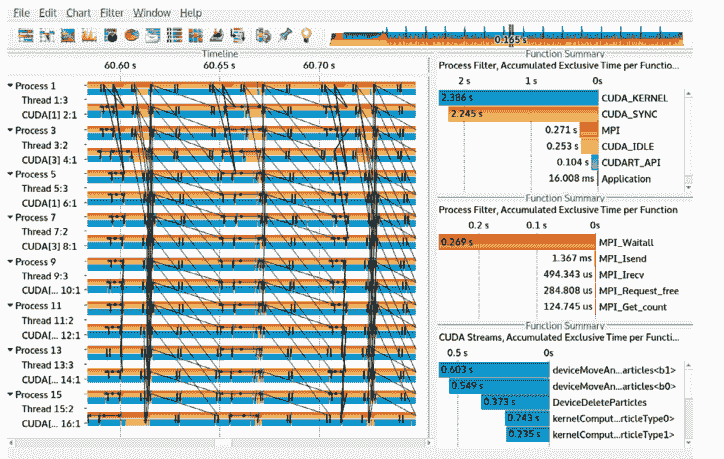 File Edit Chart Filter Window Help
0.165 s
Timeline
60.60 s 60.65 s 60.70 s
Process 1
Thread 1:3
CUDA[1] 2:1
Process 3
Thread 3:2
CUDA[3] 4:1
Process 5
Thread 5:3
CUDA[1] 6:1
Process 7
Thread 7:2
CUDA[3] 8:1
Process 9
Thread 9:3
CUDA[... 10:1
Process 11
Thread 11:2
CUDA[... 12:1
Process 13
Thread 13:3
CUDA[... 14:1
Process 15
Thread 15:2
CUDA[... 16:1
Function Summary
Process Filter, Accumulated Exclusive Time per Functio...
2 s 1 s 0s
2.386 s CUDA_KERNEL
2.245 s CUDA_SYNC
0.271 s MPI
0.253 s CUDA_IDLE
0.104 s CUDART_API
16.008 ms Application
Function Summary
Process Filter, Accumulated Exclusive Time per Function
0.2 s 0.1 s 0s
0.269 s MPI_Waitall
1.367 ms MPI_Isend
494.343 us MPI_Irecv
284.808 us MPI_Request_free
124.745 us MPI_Get_count
Function Summary
CUDA Streams, Accumulated Exclusive Time per Functi...
0.5 s 0s
0.603 s deviceMoveAn...articles<b1>
0.549 s deviceMoveAn...articles<b0>
0.373 s DeviceDeleteParticles
0.243 s kernelComput...rticleType0>
0.235 s kernelComput...rticleType1>